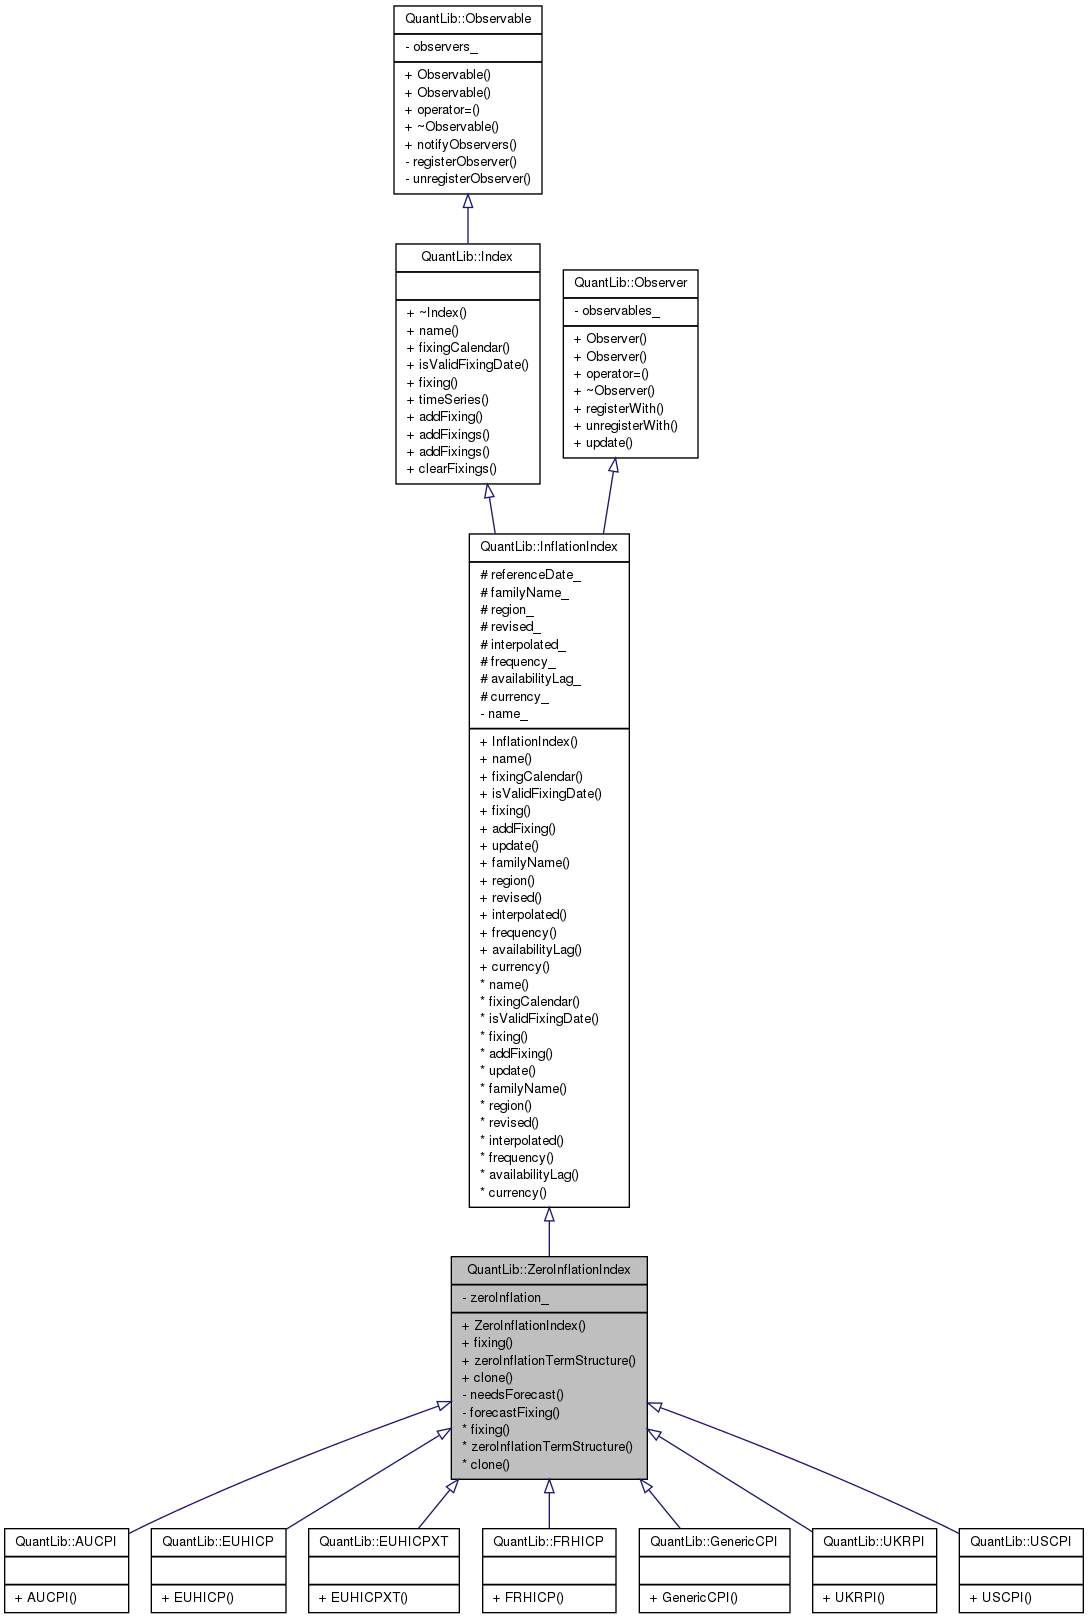 QuantLib::Observable
- observers_
+ Observable()
+ Observable()
+ operator=()
+ ~Observable()
+ notifyObservers()
- registerObserver()
- unregisterObserver()
QuantLib::Index
+ ~Index()
+ name()
+ fixingCalendar()
+ isValidFixingDate()
+ fixing()
+ timeSeries()
+ addFixing()
+ addFixings()
+ addFixings()
+ clearFixings()
QuantLib::Observer
- observables_
+ Observer()
+ Observer()
+ operator=()
+ ~Observer()
+ registerWith()
+ unregisterWith()
+ update()
QuantLib::InflationIndex
# referenceDate_
# familyName_
# region_
# revised_
# interpolated_
# frequency_
# availabilityLag_
# currency_
- name_
+ InflationIndex()
+ name()
+ fixingCalendar()
+ isValidFixingDate()
+ fixing()
+ addFixing()
+ update()
+ familyName()
+ region()
+ revised()
+ interpolated()
+ frequency()
+ availabilityLag()
+ currency()
* name()
* fixingCalendar()
* isValidFixingDate()
* fixing()
* addFixing()
* update()
* familyName()
* region()
* revised()
* interpolated()
* frequency()
* availabilityLag()
* currency()
QuantLib::ZeroInflationIndex
- zeroInflation_
+ ZeroInflationIndex()
+ fixing()
+ zeroInflationTermStructure()
+ clone()
- needsForecast()
- forecastFixing()
* fixing()
* zeroInflationTermStructure()
* clone()
QuantLib::AUCPI
+ AUCPI()
QuantLib::EUHICP
+ EUHICP()
QuantLib::EUHICPXT
+ EUHICPXT()
QuantLib::FRHICP
+ FRHICP()
QuantLib::GenericCPI
+ GenericCPI()
QuantLib::UKRPI
+ UKRPI()
QuantLib::USCPI
+ USCPI()